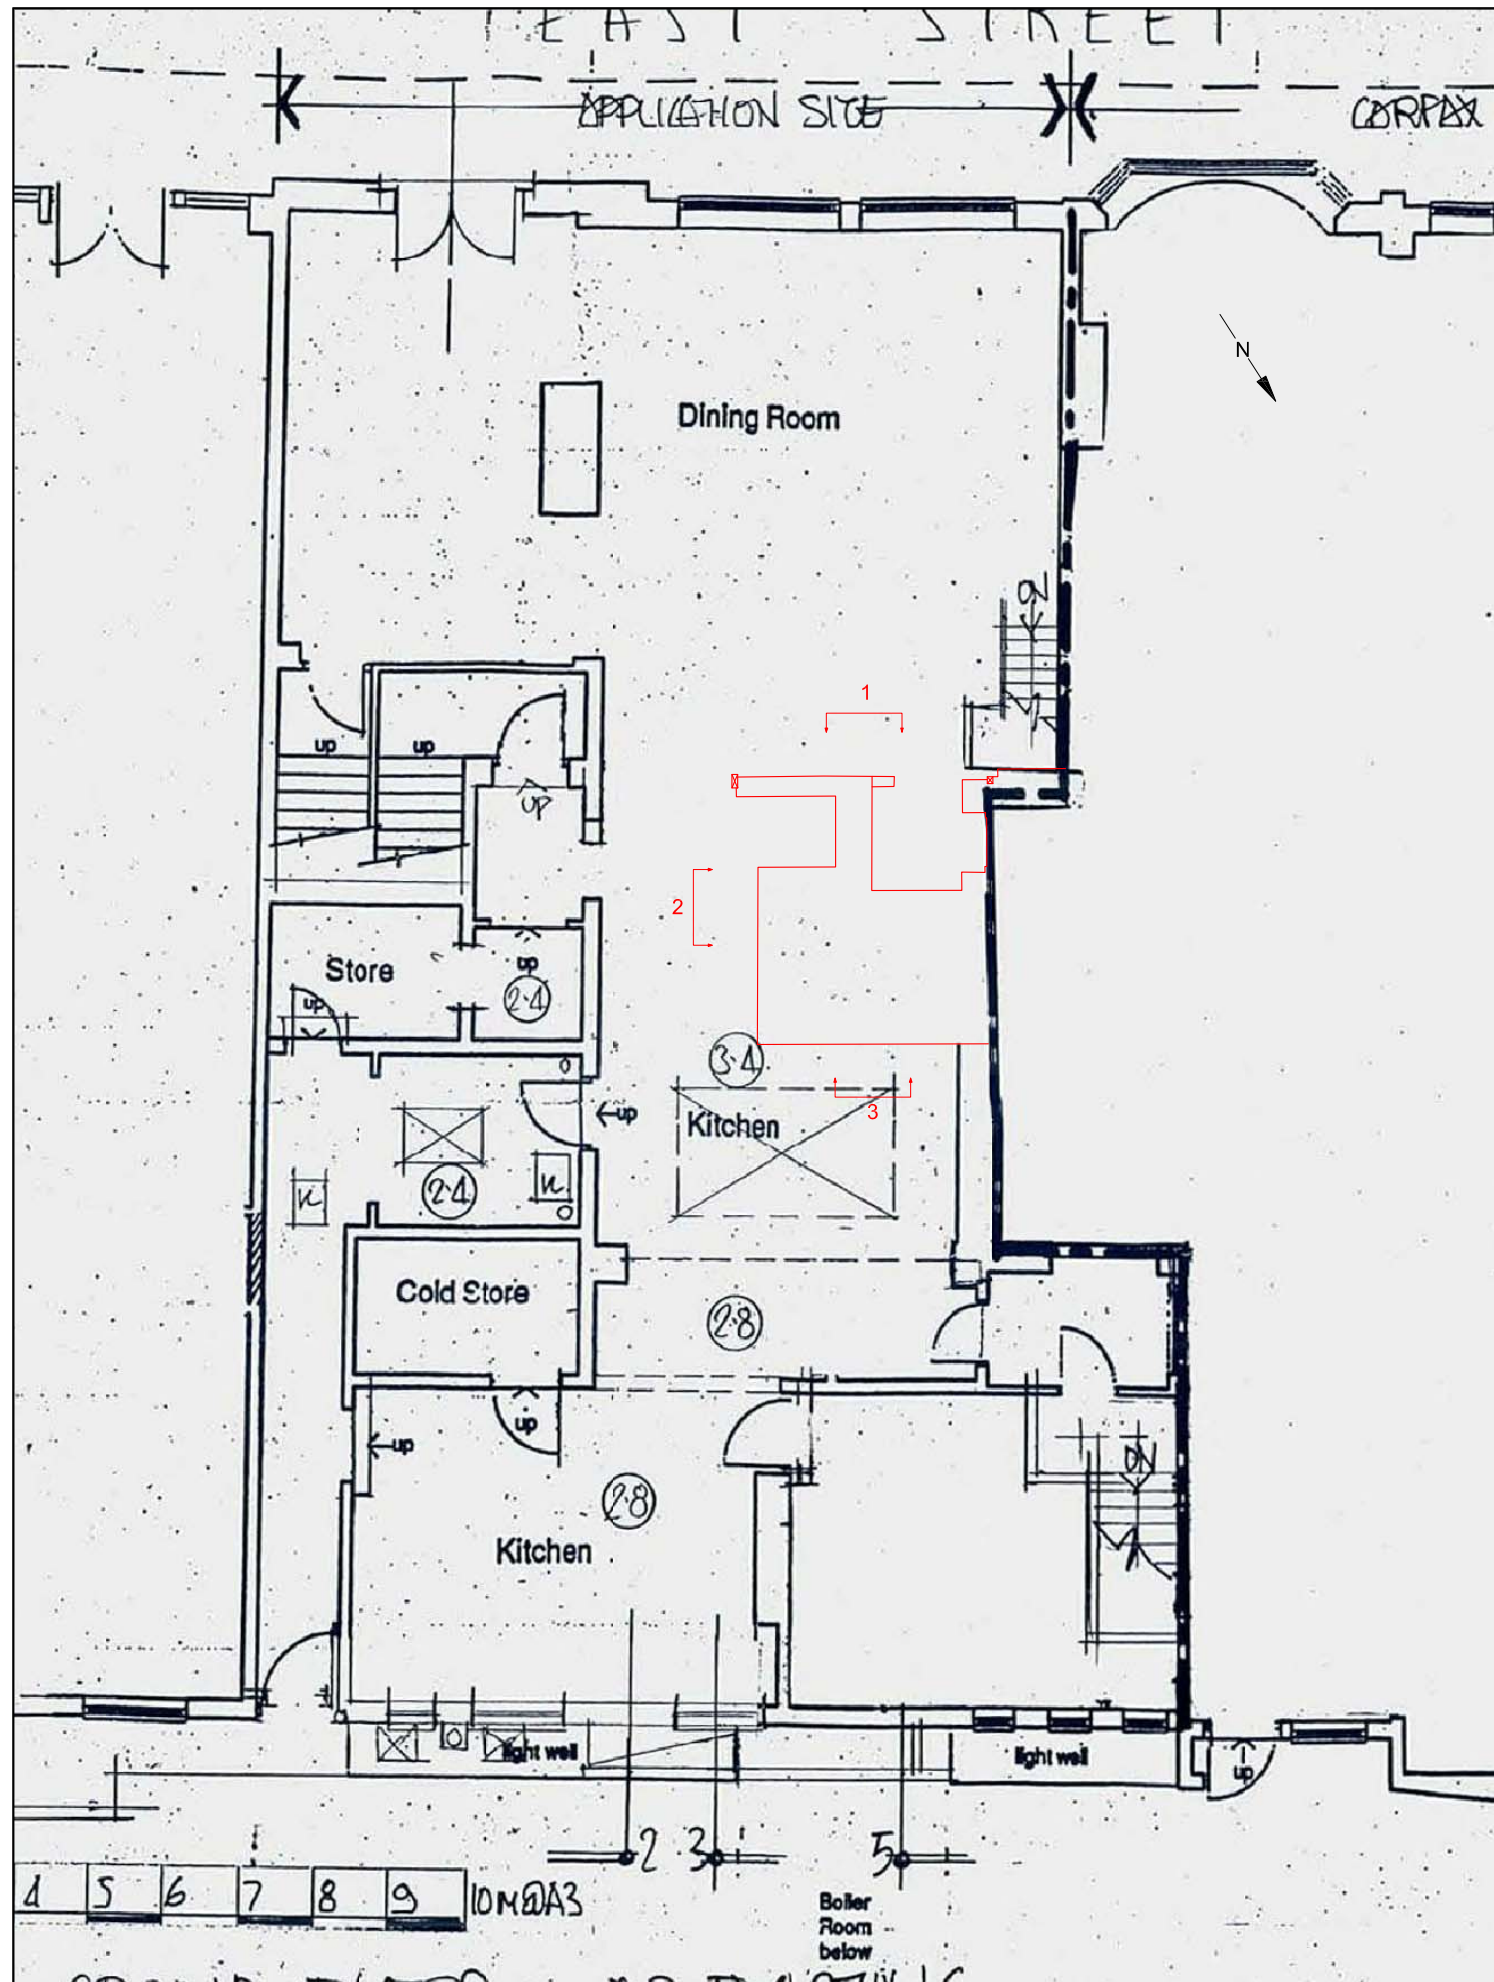 EAST STREET
APPLICATION SITE
CARFAX
N
Dining Room
DN
1
up
up
up
2
Store
up
up
2·4
3·4
3
up
Kitchen
K
2·4
K
Cold Store
2·8
up
up
DN
2·8
Kitchen
light well
light well
up
2 3 5
4 5 6 7 8 9 10M@A3
Boiler
Room
below